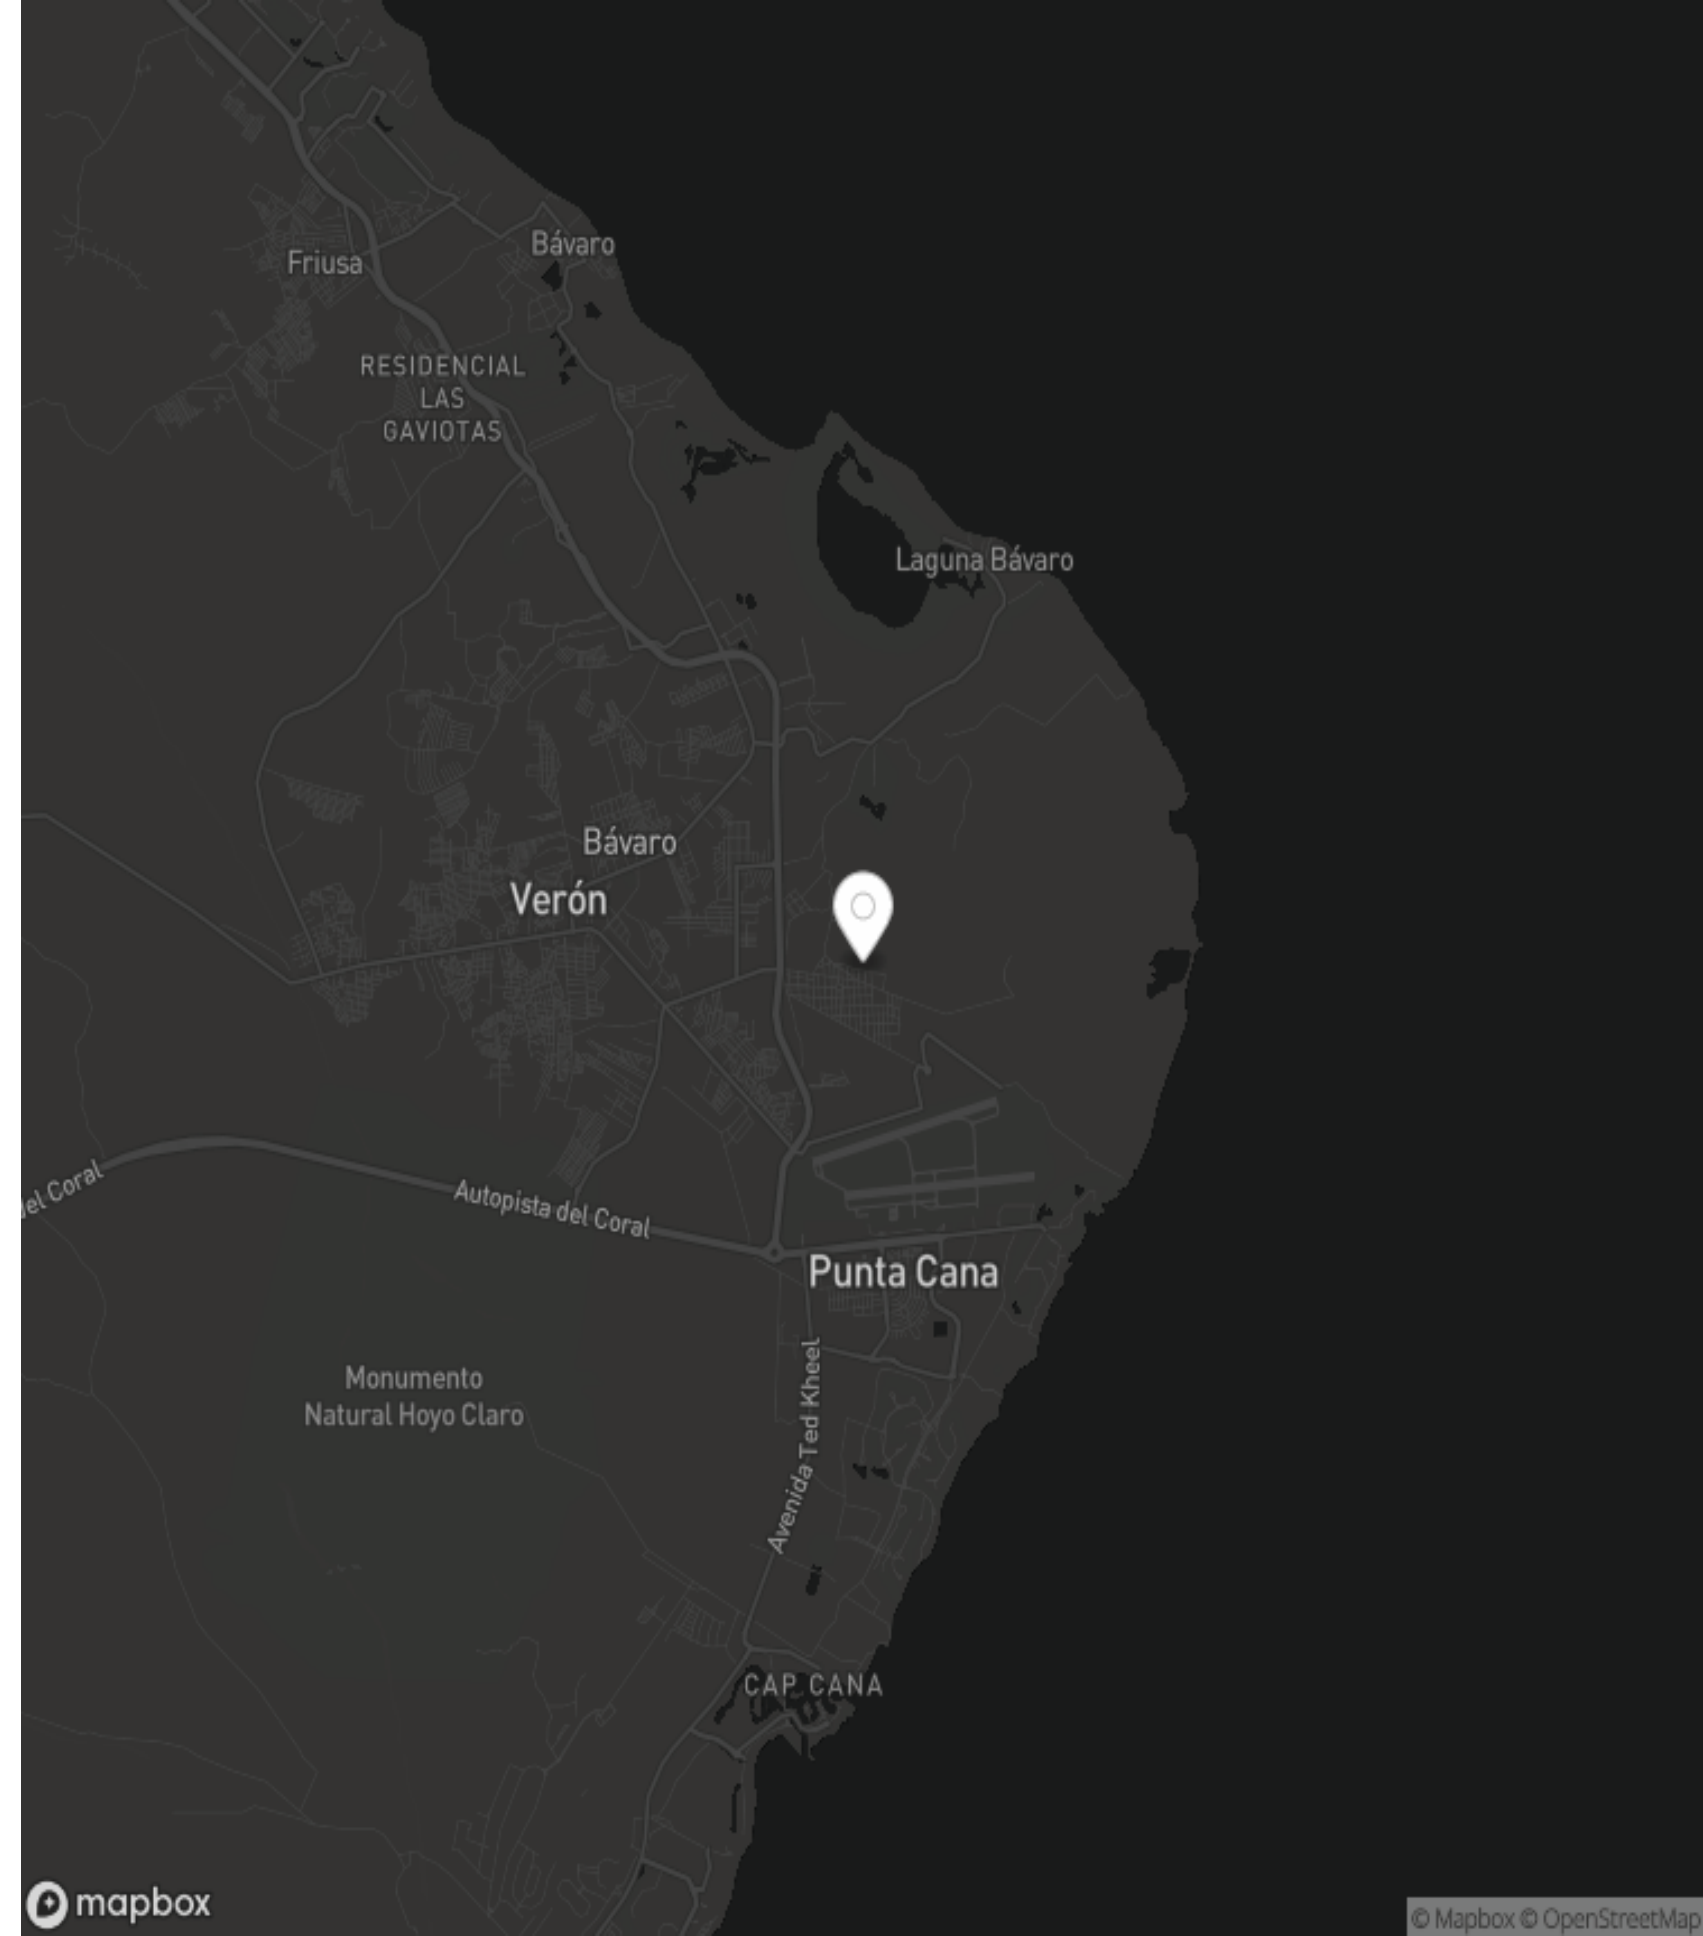 Bávaro
Friusa
RESIDENCIAL
LAS
GAVIOTAS
Laguna Bávaro
Bávaro
Verón
el Coral
Autopista del Coral
Punta Cana
Avenida Ted Kheel
Monumento
Natural Hoyo Claro
CAP CANA
mapbox
© Mapbox © OpenStreetMap